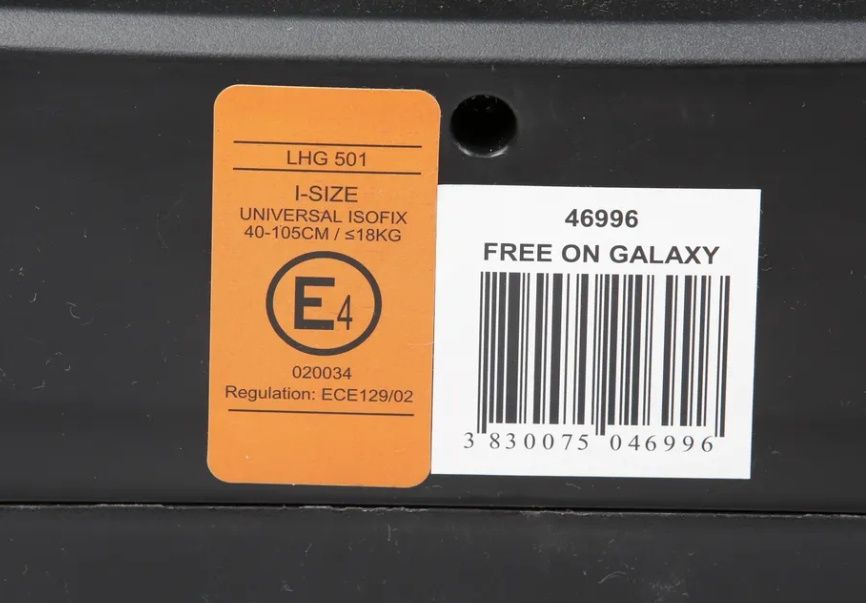 LHG 501
I-SIZE
UNIVERSAL ISOFIX
40-105CM / ≤18KG
E4
020034
Regulation: ECE129/02
46996
FREE ON GALAXY
3 830075 046996